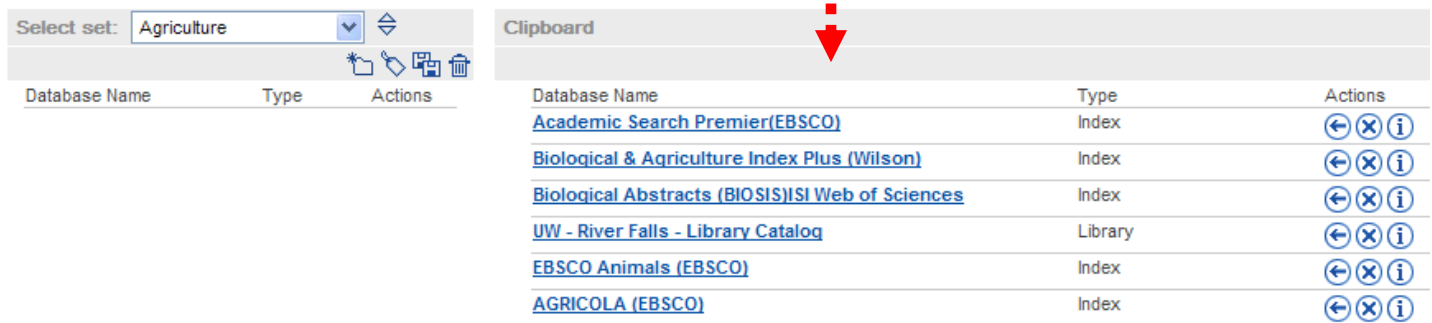 Select set: Agriculture
Database Name Type Actions
Clipboard
Database Name Type Actions
Academic Search Premier(EBSCO) Index
Biological & Agriculture Index Plus (Wilson) Index
Biological Abstracts (BIOSIS)ISI Web of Sciences Index
UW - River Falls - Library Catalog Library
EBSCO Animals (EBSCO) Index
AGRICOLA (EBSCO) Index